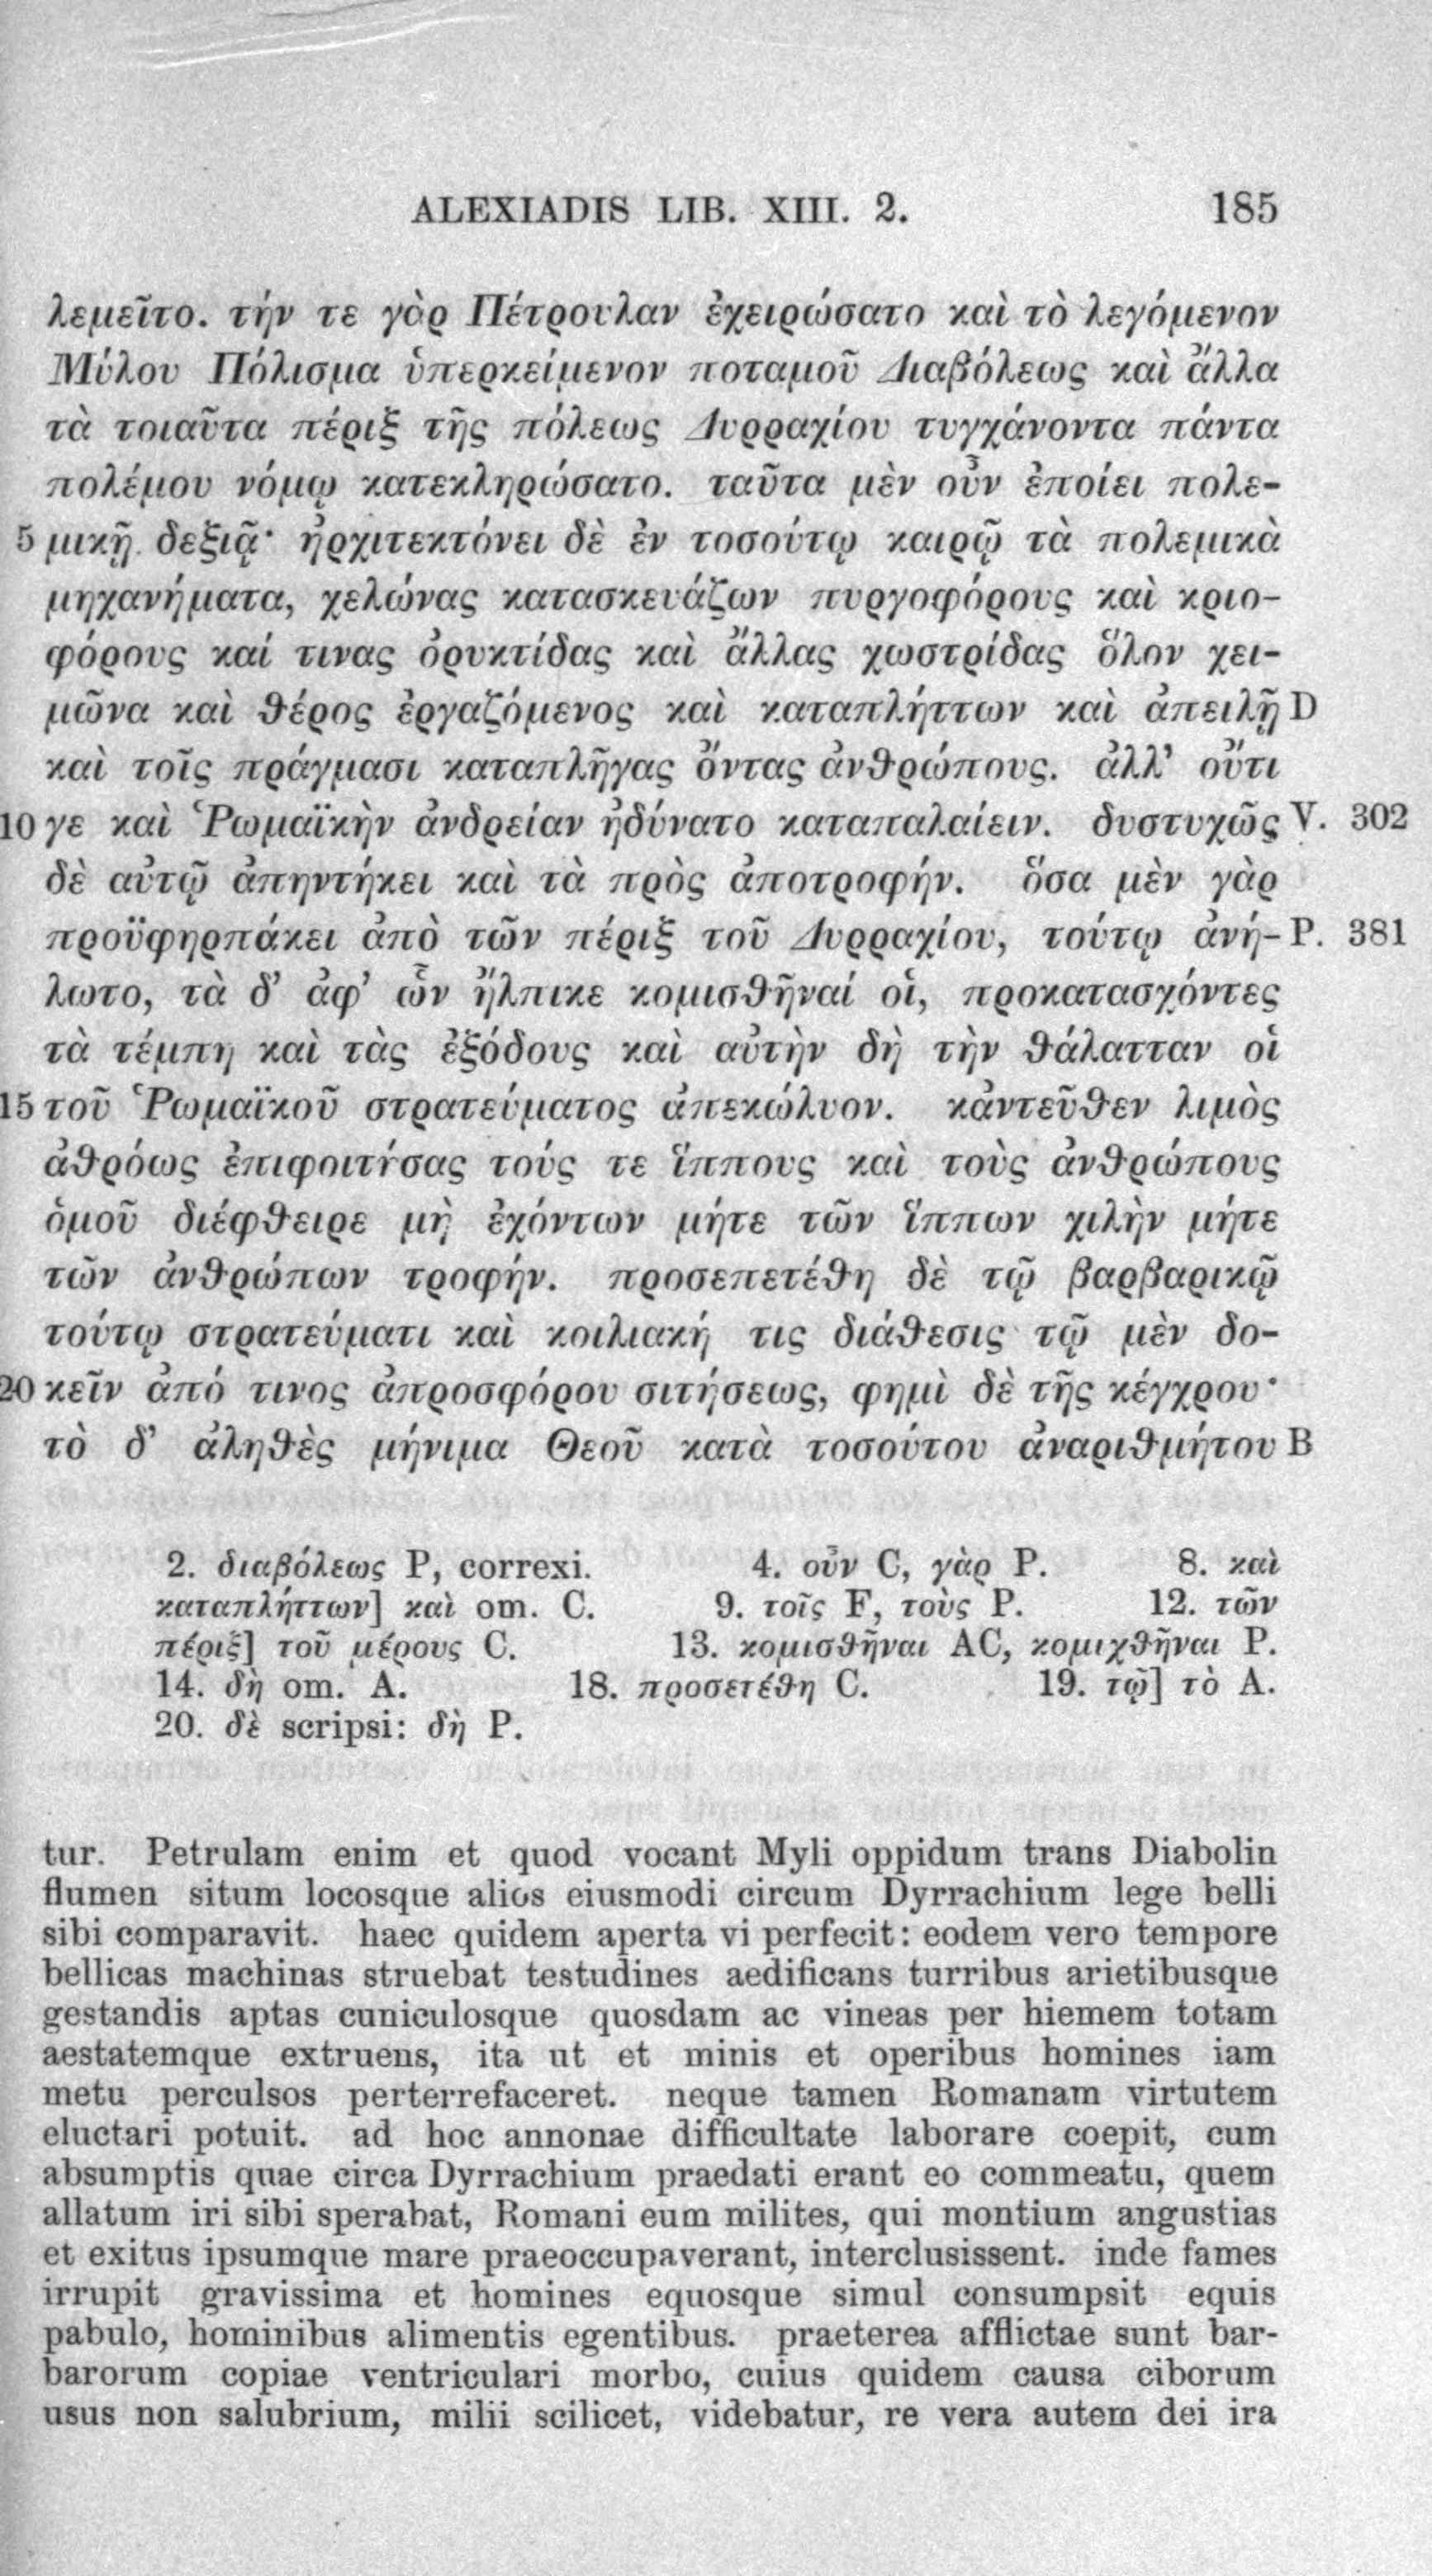 ALEXIADIS LIB. XIII. 2. 185
λεμεῖτο. τήν τε γὰρ Πέτρουλαν ἐχειρώσατο καὶ τὸ λεγόμενον
Μύλου Πόλισμα ὑπερκείμενον ποταμοῦ Διαβόλεως καὶ ἄλλα
τὰ τοιαῦτα πέριξ τῆς πόλεως Δυρραχίου τυγχάνοντα πάντα
πολέμου νόμῳ κατεκληρώσατο. ταῦτα μὲν οὖν ἐποίει πολε-
5 μικῇ δεξιᾷ· ἠρχιτεκτόνει δὲ ἐν τοσούτῳ καιρῷ τὰ πολεμικὰ
μηχανήματα, χελώνας κατασκευάζων πυργοφόρους καὶ κριο-
φόρους καί τινας ὀρυκτίδας καὶ ἄλλας χωστρίδας ὅλον χει-
μῶνα καὶ θέρος ἐργαζόμενος καὶ καταπλήττων καὶ ἀπειλῇ D
καὶ τοῖς πράγμασι καταπλῆγας ὄντας ἀνθρώπους. ἀλλ' οὔτι
10 γε καὶ Ῥωμαϊκὴν ἀνδρείαν ἠδύνατο καταπαλαίειν. δυστυχῶς V. 302
δὲ αὐτῷ ἀπηντήκει καὶ τὰ πρὸς ἀποτροφήν. ὅσα μὲν γὰρ
προϋφηρπάκει ἀπὸ τῶν πέριξ τοῦ Δυρραχίου, τούτῳ ἀνή- P. 381
λωτο, τὰ δ' ἀφ' ὧν ἤλπικε κομισθῆναί οἱ, προκατασχόντες
τὰ τέμπη καὶ τὰς ἐξόδους καὶ αὐτὴν δὴ τὴν θάλατταν οἱ
15 τοῦ Ῥωμαϊκοῦ στρατεύματος ἀπεκώλυον. κἀντεῦθεν λιμὸς
ἀθρόως ἐπιφοιτήσας τούς τε ἵππους καὶ τοὺς ἀνθρώπους
ὁμοῦ διέφθειρε μὴ ἐχόντων μήτε τῶν ἵππων χιλὴν μήτε
τῶν ἀνθρώπων τροφήν. προσεπετέθη δὲ τῷ βαρβαρικῷ
τούτῳ στρατεύματι καὶ κοιλιακή τις διάθεσις τῷ μὲν δο-
20 κεῖν ἀπό τινος ἀπροσφόρου σιτήσεως, φημὶ δὲ τῆς κέγχρου·
τὸ δ' ἀληθὲς μήνιμα Θεοῦ κατὰ τοσούτου ἀναριθμήτου B
2. διαβόλεως P, correxi. 4. οὖν C, γὰρ P. 8. καὶ
καταπλήττων] καὶ om. C. 9. τοῖς F, τοὺς P. 12. τῶν
πέριξ] τοῦ μέρους C. 13. κομισθῆναι AC, κομιχθῆναι P.
14. δὴ om. A. 18. προσετέθη C. 19. τῷ] τὸ A.
20. δὲ scripsi: δὴ P.
tur. Petrulam enim et quod vocant Myli oppidum trans Diabolin
flumen situm locosque alios eiusmodi circum Dyrrachium lege belli
sibi comparavit. haec quidem aperta vi perfecit: eodem vero tempore
bellicas machinas struebat testudines aedificans turribus arietibusque
gestandis aptas cuniculosque quosdam ac vineas per hiemem totam
aestatemque extruens, ita ut et minis et operibus homines iam
metu perculsos perterrefaceret. neque tamen Romanam virtutem
eluctari potuit. ad hoc annonae difficultate laborare coepit, cum
absumptis quae circa Dyrrachium praedati erant eo commeatu, quem
allatum iri sibi sperabat, Romani eum milites, qui montium angustias
et exitus ipsumque mare praeoccupaverant, interclusissent. inde fames
irrupit gravissima et homines equosque simul consumpsit equis
pabulo, hominibus alimentis egentibus. praeterea afflictae sunt bar-
barorum copiae ventriculari morbo, cuius quidem causa ciborum
usus non salubrium, milii scilicet, videbatur, re vera autem dei ira